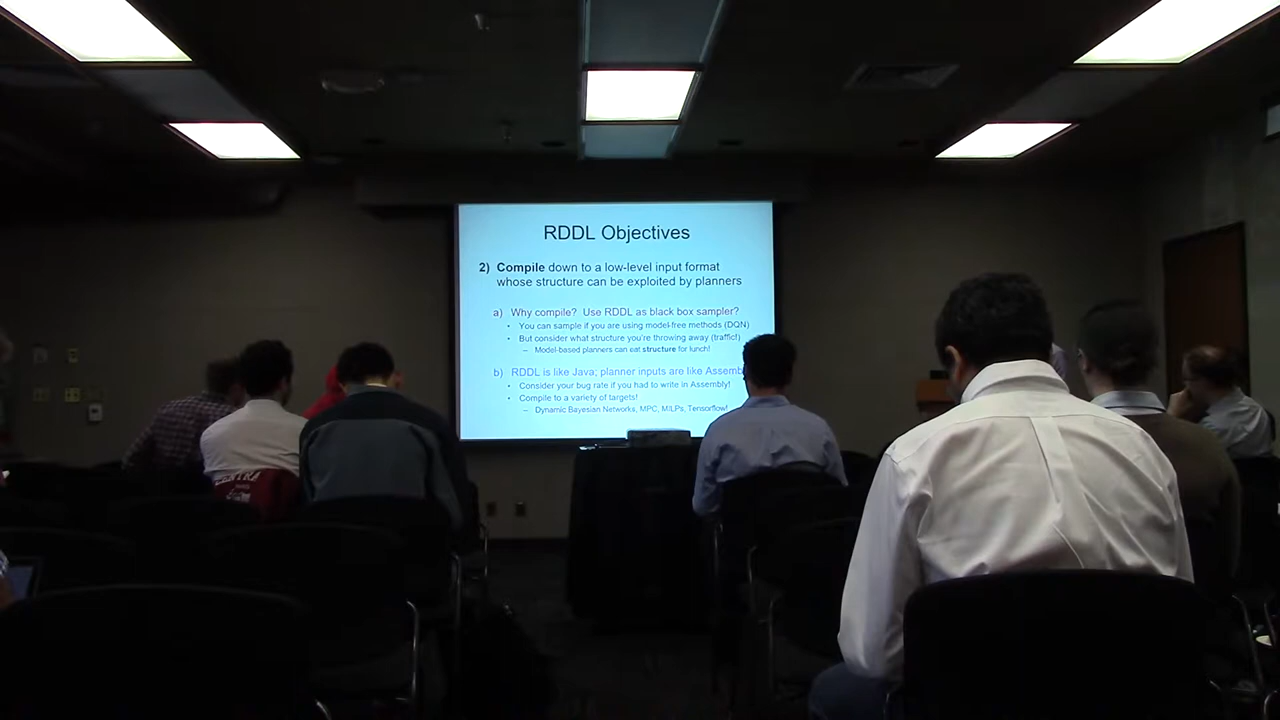 RDDL Objectives
2) Compile down to a low-level input format
whose structure can be exploited by planners
a) Why compile? Use RDDL as black box sampler?
• You can sample if you are using model-free methods (DQN)
• But consider what structure you're throwing away (traffic!)
– Model-based planners can eat structure for lunch!
b) RDDL is like Java; planner inputs are like Assemb
• Consider your bug rate if you had to write in Assembly!
• Compile to a variety of targets!
– Dynamic Bayesian Networks, MPC, MILPs, Tensorflow!